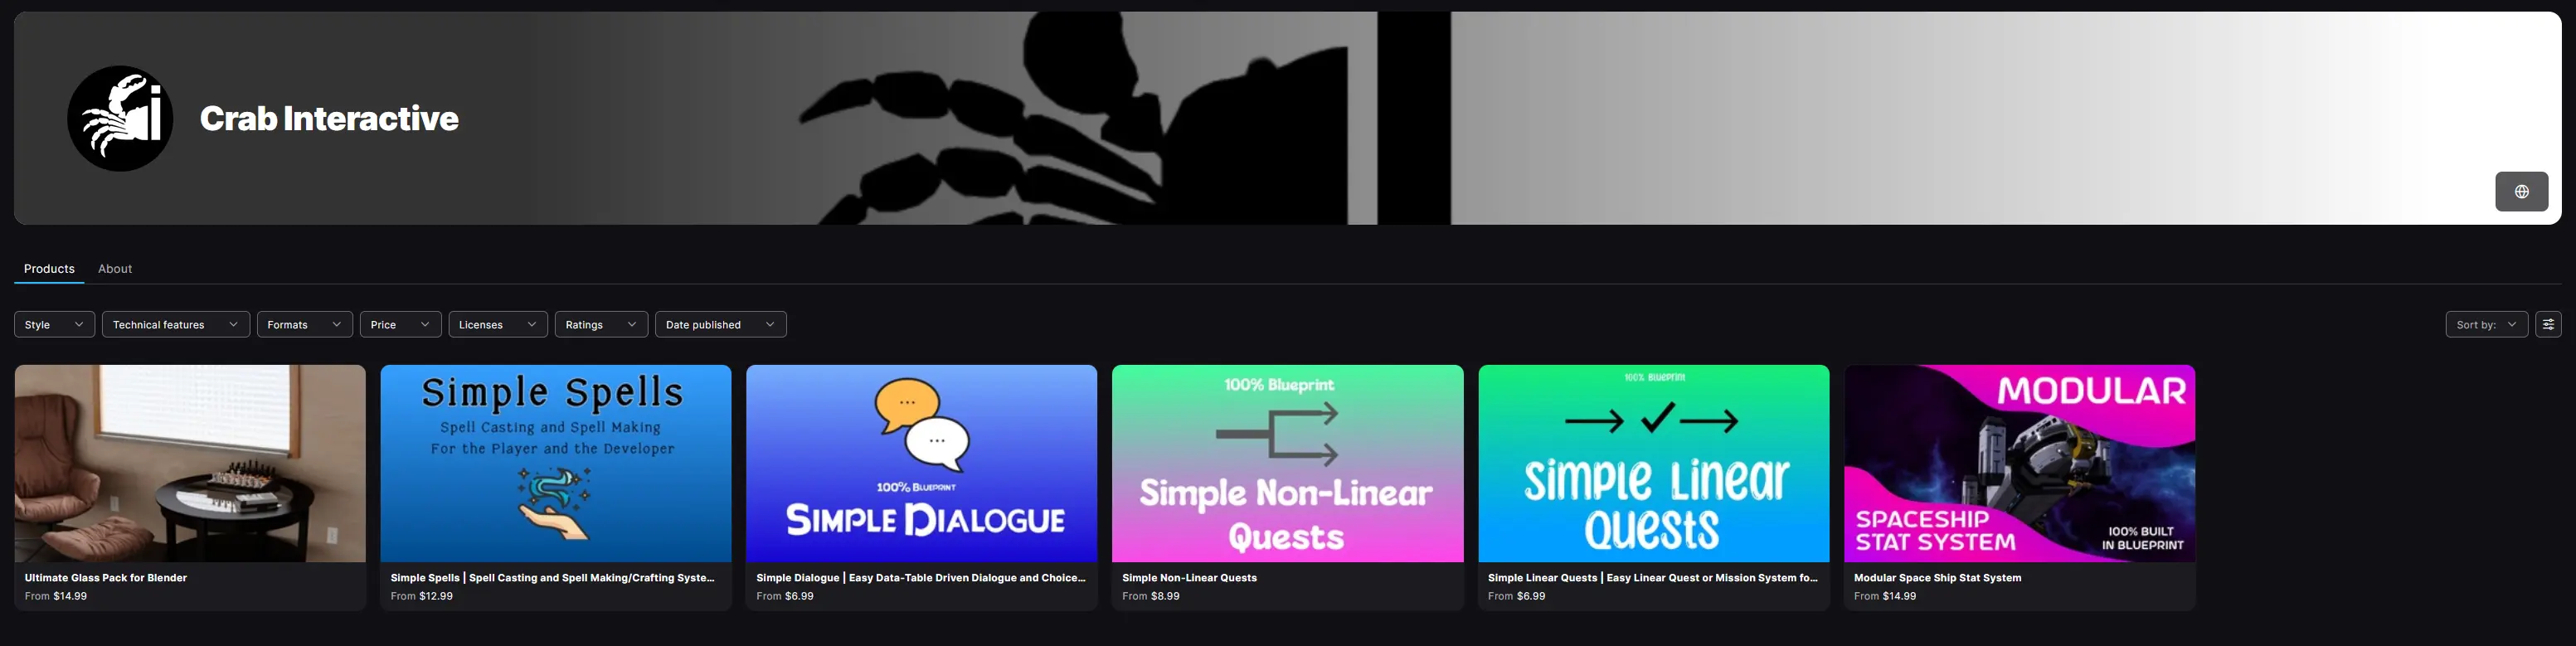 i
Crab Interactive
Products
About
Style
Technical features
Formats
Price
Licenses
Ratings
Date published
Sort by:
Simple Spells
Spell Casting and Spell Making
For the Player and the Developer
100% Blueprint
Simple Dialogue
100% Blueprint
Simple Non-Linear
Quests
100% Blueprint
Simple Linear
Quests
MODULAR
SPACESHIP
STAT SYSTEM
100% BUILT
IN BLUEPRINT
Ultimate Glass Pack for Blender
From $14.99
Simple Spells | Spell Casting and Spell Making/Crafting Syste...
From $12.99
Simple Dialogue | Easy Data-Table Driven Dialogue and Choice...
From $6.99
Simple Non-Linear Quests
From $8.99
Simple Linear Quests | Easy Linear Quest or Mission System fo...
From $6.99
Modular Space Ship Stat System
From $14.99